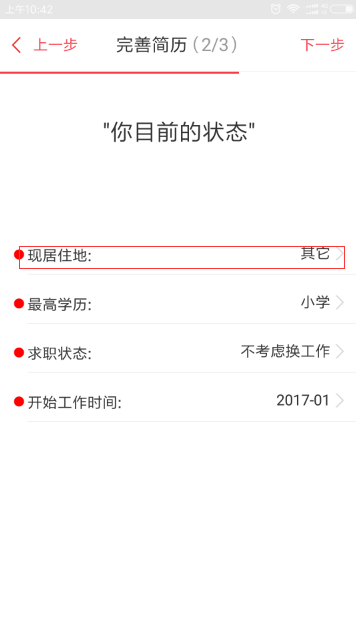 上午10:42
上一步 完善简历（2/3） 下一步
"你目前的状态"
现居住地: 其它
最高学历: 小学
求职状态: 不考虑换工作
开始工作时间: 2017-01